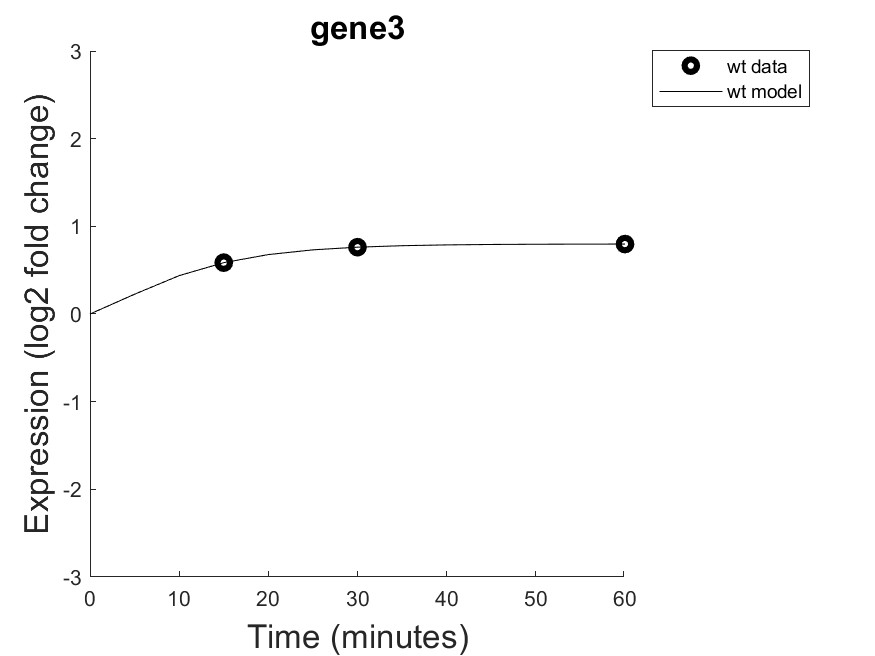 gene3
wt data
wt model
Expression (log2 fold change)
3
2
1
0
-1
-2
-3
0 10 20 30 40 50 60
Time (minutes)